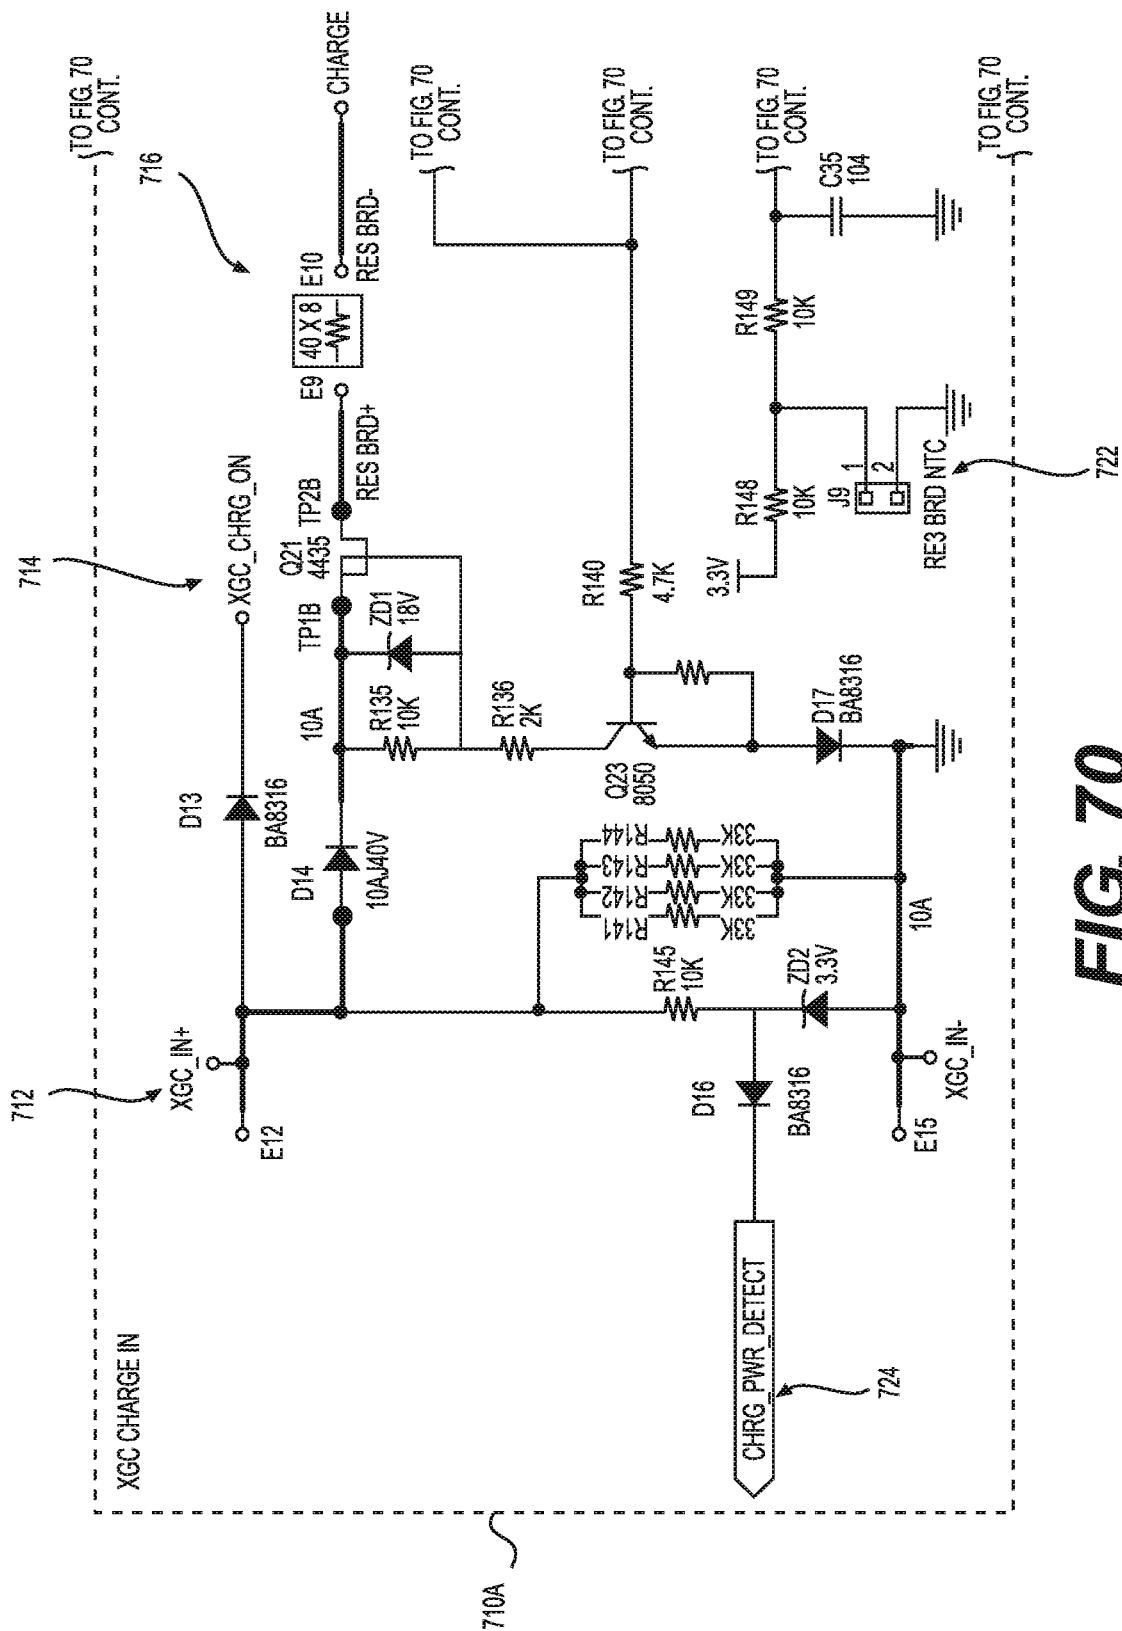 TO FIG. 70
CONT.
716
CHARGE
E10
RES BRD-
40 X 8
E9
RES BRD+
TO FIG. 70
CONT.
TO FIG. 70
CONT.
TO FIG. 70
CONT.
C35
104
TO FIG. 70
CONT.
714
XGC_CHRG_ON
Q21
4435
TP2B
TP1B
ZD1
18V
10A
R135
10K
R136
2K
R140
4.7K
3.3V
R148
10K
R149
10K
J9
1
2
RE3 BRD NTC
722
D13
BA8316
D14
10AJ40V
Q23
8050
D17
BA8316
R144
R143
R142
R141
33K
33K
33K
33K
10A
R145
10K
ZD2
3.3V
712
XGC_IN+
E12
D16
BA8316
XGC_IN-
E15
XGC CHARGE IN
CHRG_PWR_DETECT
724
710A
FIG. 70